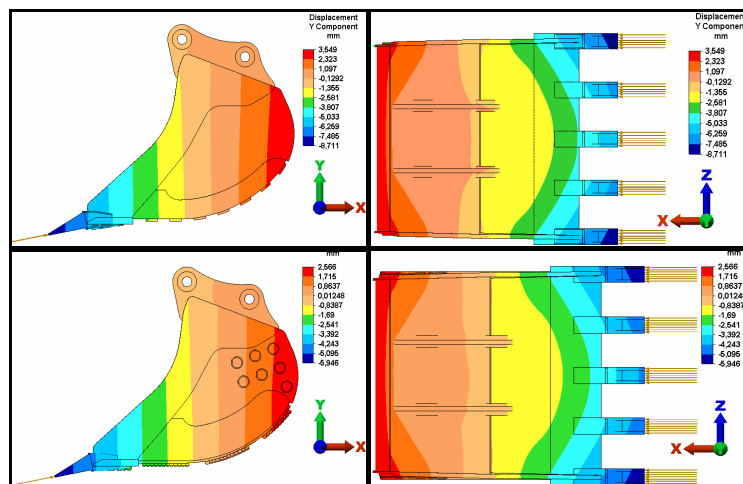 Displacement
Y Component
mm
3,549
2,323
1,097
-0,1292
-1,355
-2,581
-3,807
-5,033
-6,259
-7,485
-8,711
Y
X
Displacement
Y Component
mm
3,549
2,323
1,097
-0,1292
-1,355
-2,581
-3,807
-5,033
-6,259
-7,485
-8,711
Z
X
mm
2,566
1,715
0,8637
0,01248
-0,8387
-1,69
-2,541
-3,392
-4,243
-5,095
-5,946
Y
X
mm
2,566
1,715
0,8637
0,01248
-0,8387
-1,69
-2,541
-3,392
-4,243
-5,095
-5,946
Z
X